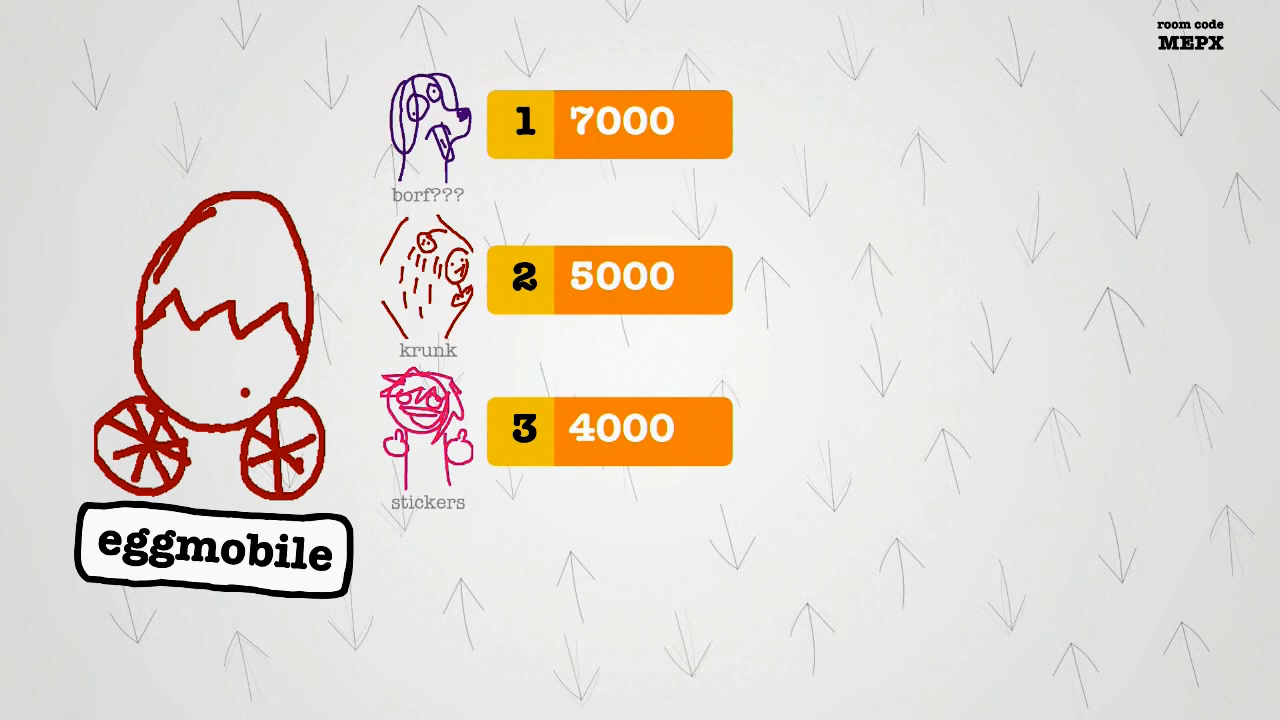 room code
MEPX
1 7000
borf???
2 5000
krunk
3 4000
stickers
eggmobile